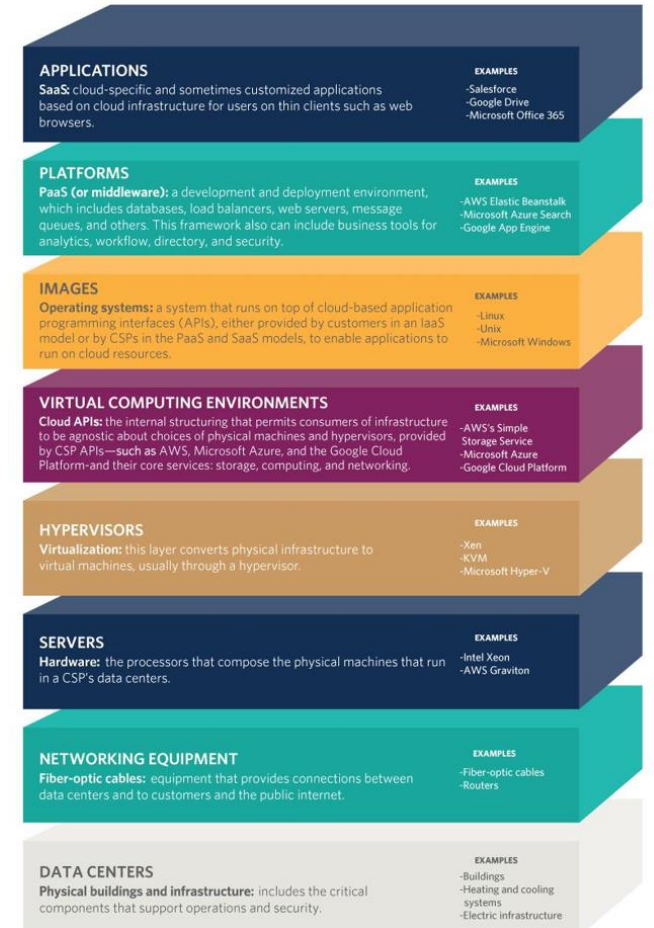 APPLICATIONS
SaaS: cloud-specific and sometimes customized applications
based on cloud infrastructure for users on thin clients such as web
browsers.
EXAMPLES
-Salesforce
-Google Drive
-Microsoft Office 365
PLATFORMS
PaaS (or middleware): a development and deployment environment,
which includes databases, load balancers, web servers, message
queues, and others. This framework also can include business tools for
analytics, workflow, directory, and security.
EXAMPLES
-AWS Elastic Beanstalk
-Microsoft Azure Search
-Google App Engine
IMAGES
Operating systems: a system that runs on top of cloud-based application
programming interfaces (APIs), either provided by customers in an IaaS
model or by CSPs in the PaaS and SaaS models, to enable applications to
run on cloud resources.
EXAMPLES
-Linux
-Unix
-Microsoft Windows
VIRTUAL COMPUTING ENVIRONMENTS
Cloud APIs: the internal structuring that permits consumers of infrastructure
to be agnostic about choices of physical machines and hypervisors, provided
by CSP APIs—such as AWS, Microsoft Azure, and the Google Cloud
Platform-and their core services: storage, computing, and networking.
EXAMPLES
-AWS's Simple
Storage Service
-Microsoft Azure
-Google Cloud Platform
HYPERVISORS
Virtualization: this layer converts physical infrastructure to
virtual machines, usually through a hypervisor.
EXAMPLES
-Xen
-KVM
-Microsoft Hyper-V
SERVERS
Hardware: the processors that compose the physical machines that run
in a CSP's data centers.
EXAMPLES
-Intel Xeon
-AWS Graviton
NETWORKING EQUIPMENT
Fiber-optic cables: equipment that provides connections between
data centers and to customers and the public internet.
EXAMPLES
-Fiber-optic cables
-Routers
DATA CENTERS
Physical buildings and infrastructure: includes the critical
components that support operations and security.
EXAMPLES
-Buildings
-Heating and cooling
systems
-Electric infrastructure